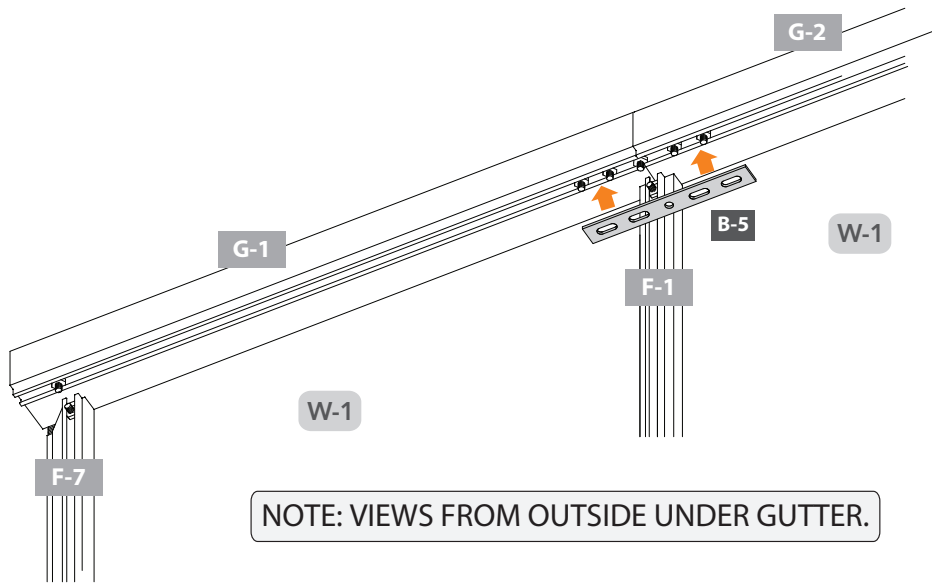 G-2
G-1
B-5
W-1
F-1
W-1
F-7
NOTE: VIEWS FROM OUTSIDE UNDER GUTTER.